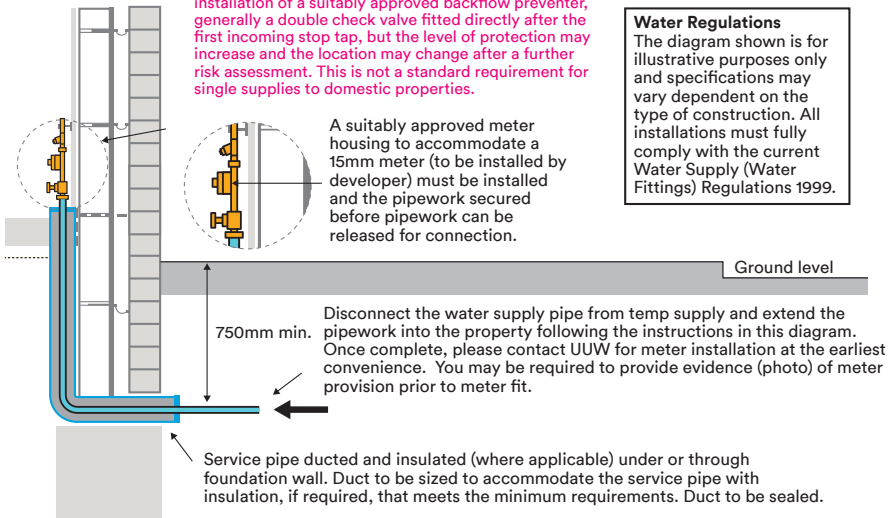 installation of a suitably approved backflow preventer,
generally a double check valve fitted directly after the
first incoming stop tap, but the level of protection may
increase and the location may change after a further
risk assessment. This is not a standard requirement for
single supplies to domestic properties.
Water Regulations
The diagram shown is for
illustrative purposes only
and specifications may
vary dependent on the
type of construction. All
installations must fully
comply with the current
Water Supply (Water
Fittings) Regulations 1999.
A suitably approved meter
housing to accommodate a
15mm meter (to be installed by
developer) must be installed
and the pipework secured
before pipework can be
released for connection.
Ground level
750mm min.
Disconnect the water supply pipe from temp supply and extend the
pipework into the property following the instructions in this diagram.
Once complete, please contact UUW for meter installation at the earliest
convenience. You may be required to provide evidence (photo) of meter
provision prior to meter fit.
Service pipe ducted and insulated (where applicable) under or through
foundation wall. Duct to be sized to accommodate the service pipe with
insulation, if required, that meets the minimum requirements. Duct to be sealed.